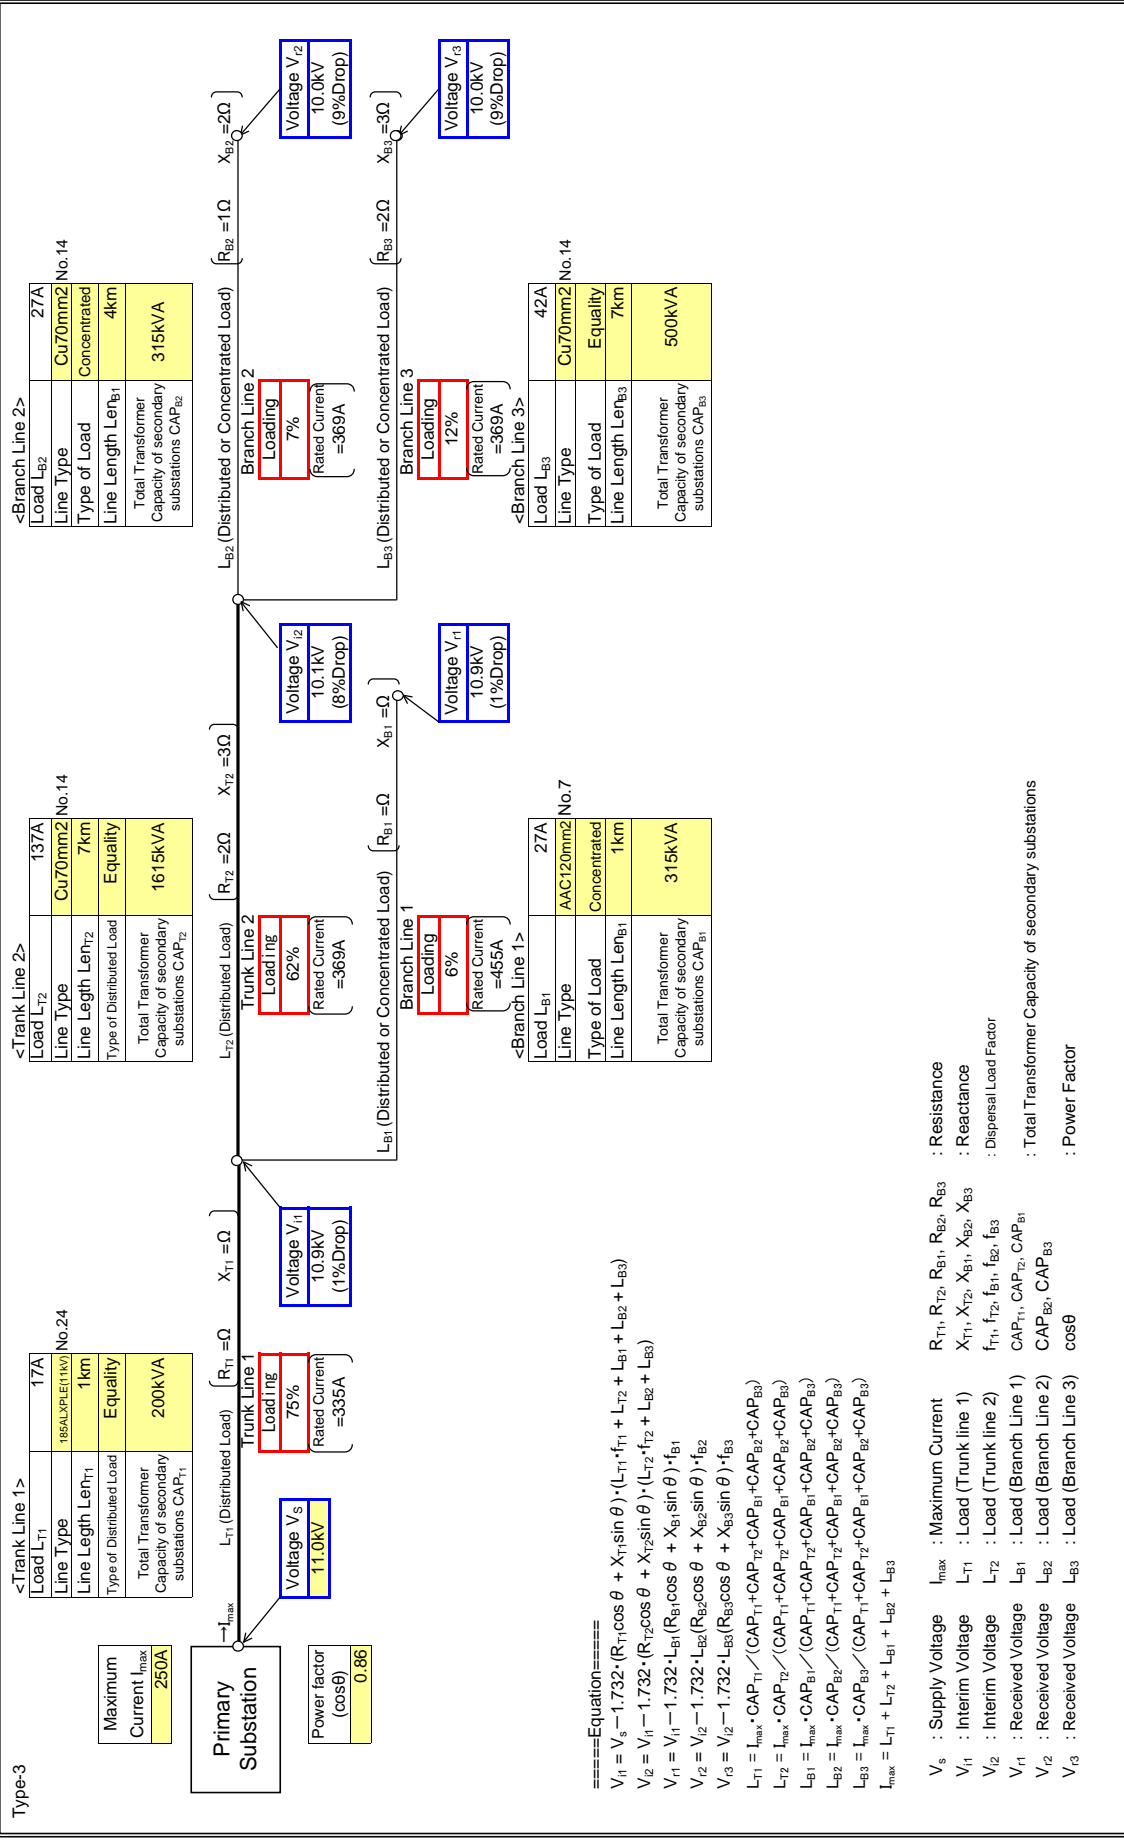 Type-3
Maximum
Current Imax
250A
Primary
Substation
→Imax
Power factor
(cosθ)
0.86
Voltage VS
11.0kV
<Trank Line 1>
Load LT1 17A
Line Type 185ALXPLE(11kV) No.24
Line Legth LenT1 1km
Type of Distributed Load Equality
Total Transformer
Capacity of secondary
substations CAPT1
200kVA
LT1 (Distributed Load)
RT1 =Ω XT1 =Ω
Trunk Line 1
Loading
75%
Rated Current
=335A
Voltage Vi1
10.9kV
(1%Drop)
<Trank Line 2>
Load LT2 137A
Line Type Cu70mm2 No.14
Line Legth LenT2 7km
Type of Distributed Load Equality
Total Transformer
Capacity of secondary
substations CAPT2
1615kVA
LT2 (Distributed Load)
RT2 =2Ω XT2 =3Ω
Trunk Line 2
Loading
62%
Rated Current
=369A
Voltage Vi2
10.1kV
(8%Drop)
LB1 (Distributed or Concentrated Load)
RB1 =Ω XB1 =Ω
Branch Line 1
Loading
6%
Rated Current
=455A
Voltage Vr1
10.9kV
(1%Drop)
<Branch Line 1>
Load LB1 27A
Line Type AAC120mm2 No.7
Type of Load Concentrated
Line Length LenB1 1km
Total Transformer
Capacity of secondary
substations CAPB1
315kVA
<Branch Line 2>
Load LB2 27A
Line Type Cu70mm2 No.14
Type of Load Concentrated
Line Length LenB1 4km
Total Transformer
Capacity of secondary
substations CAPB2
315kVA
LB2 (Distributed or Concentrated Load)
RB2 =1Ω XB2 =2Ω
Branch Line 2
Loading
7%
Rated Current
=369A
Voltage Vr2
10.0kV
(9%Drop)
LB3 (Distributed or Concentrated Load)
RB3 =2Ω XB3 =3Ω
Branch Line 3
Loading
12%
Rated Current
=369A
Voltage Vr3
10.0kV
(9%Drop)
<Branch Line 3>
Load LB3 42A
Line Type Cu70mm2 No.14
Type of Load Equality
Line Length LenB3 7km
Total Transformer
Capacity of secondary
substations CAPB3
500kVA
=====Equation=====
Vi1 = Vs－1.732・(RT1cos θ + XT1sin θ)・(LT1・fT1 + LT2 + LB1 + LB2 + LB3)
Vi2 = Vi1－1.732・(RT2cos θ + XT2sin θ)・(LT2・fT2 + LB2 + LB3)
Vr1 = Vi1－1.732・LB1(RB1cos θ + XB1sin θ)・fB1
Vr2 = Vi2－1.732・LB2(RB2cos θ + XB2sin θ)・fB2
Vr3 = Vi2－1.732・LB3(RB3cos θ + XB3sin θ)・fB3
LT1 = Imax・CAPT1／(CAPT1+CAPT2+CAPB1+CAPB2+CAPB3)
LT2 = Imax・CAPT2／(CAPT1+CAPT2+CAPB1+CAPB2+CAPB3)
LB1 = Imax・CAPB1／(CAPT1+CAPT2+CAPB1+CAPB2+CAPB3)
LB2 = Imax・CAPB2／(CAPT1+CAPT2+CAPB1+CAPB2+CAPB3)
LB3 = Imax・CAPB3／(CAPT1+CAPT2+CAPB1+CAPB2+CAPB3)
Imax = LT1 + LT2 + LB1 + LB2 + LB3
Vs : Supply Voltage Imax : Maximum Current RT1, RT2, RB1, RB2, RB3 : Resistance
Vi1 : Interim Voltage LT1 : Load (Trunk line 1) XT1, XT2, XB1, XB2, XB3 : Reactance
Vi2 : Interim Voltage LT2 : Load (Trunk line 2) fT1, fT2, fB1, fB2, fB3 : Dispersal Load Factor
Vr1 : Received Voltage LB1 : Load (Branch Line 1) CAPT1, CAPT2, CAPB1 : Total Transformer Capacity of secondary substations
Vr2 : Received Voltage LB2 : Load (Branch Line 2) CAPB2, CAPB3
Vr3 : Received Voltage LB3 : Load (Branch Line 3) cosθ : Power Factor